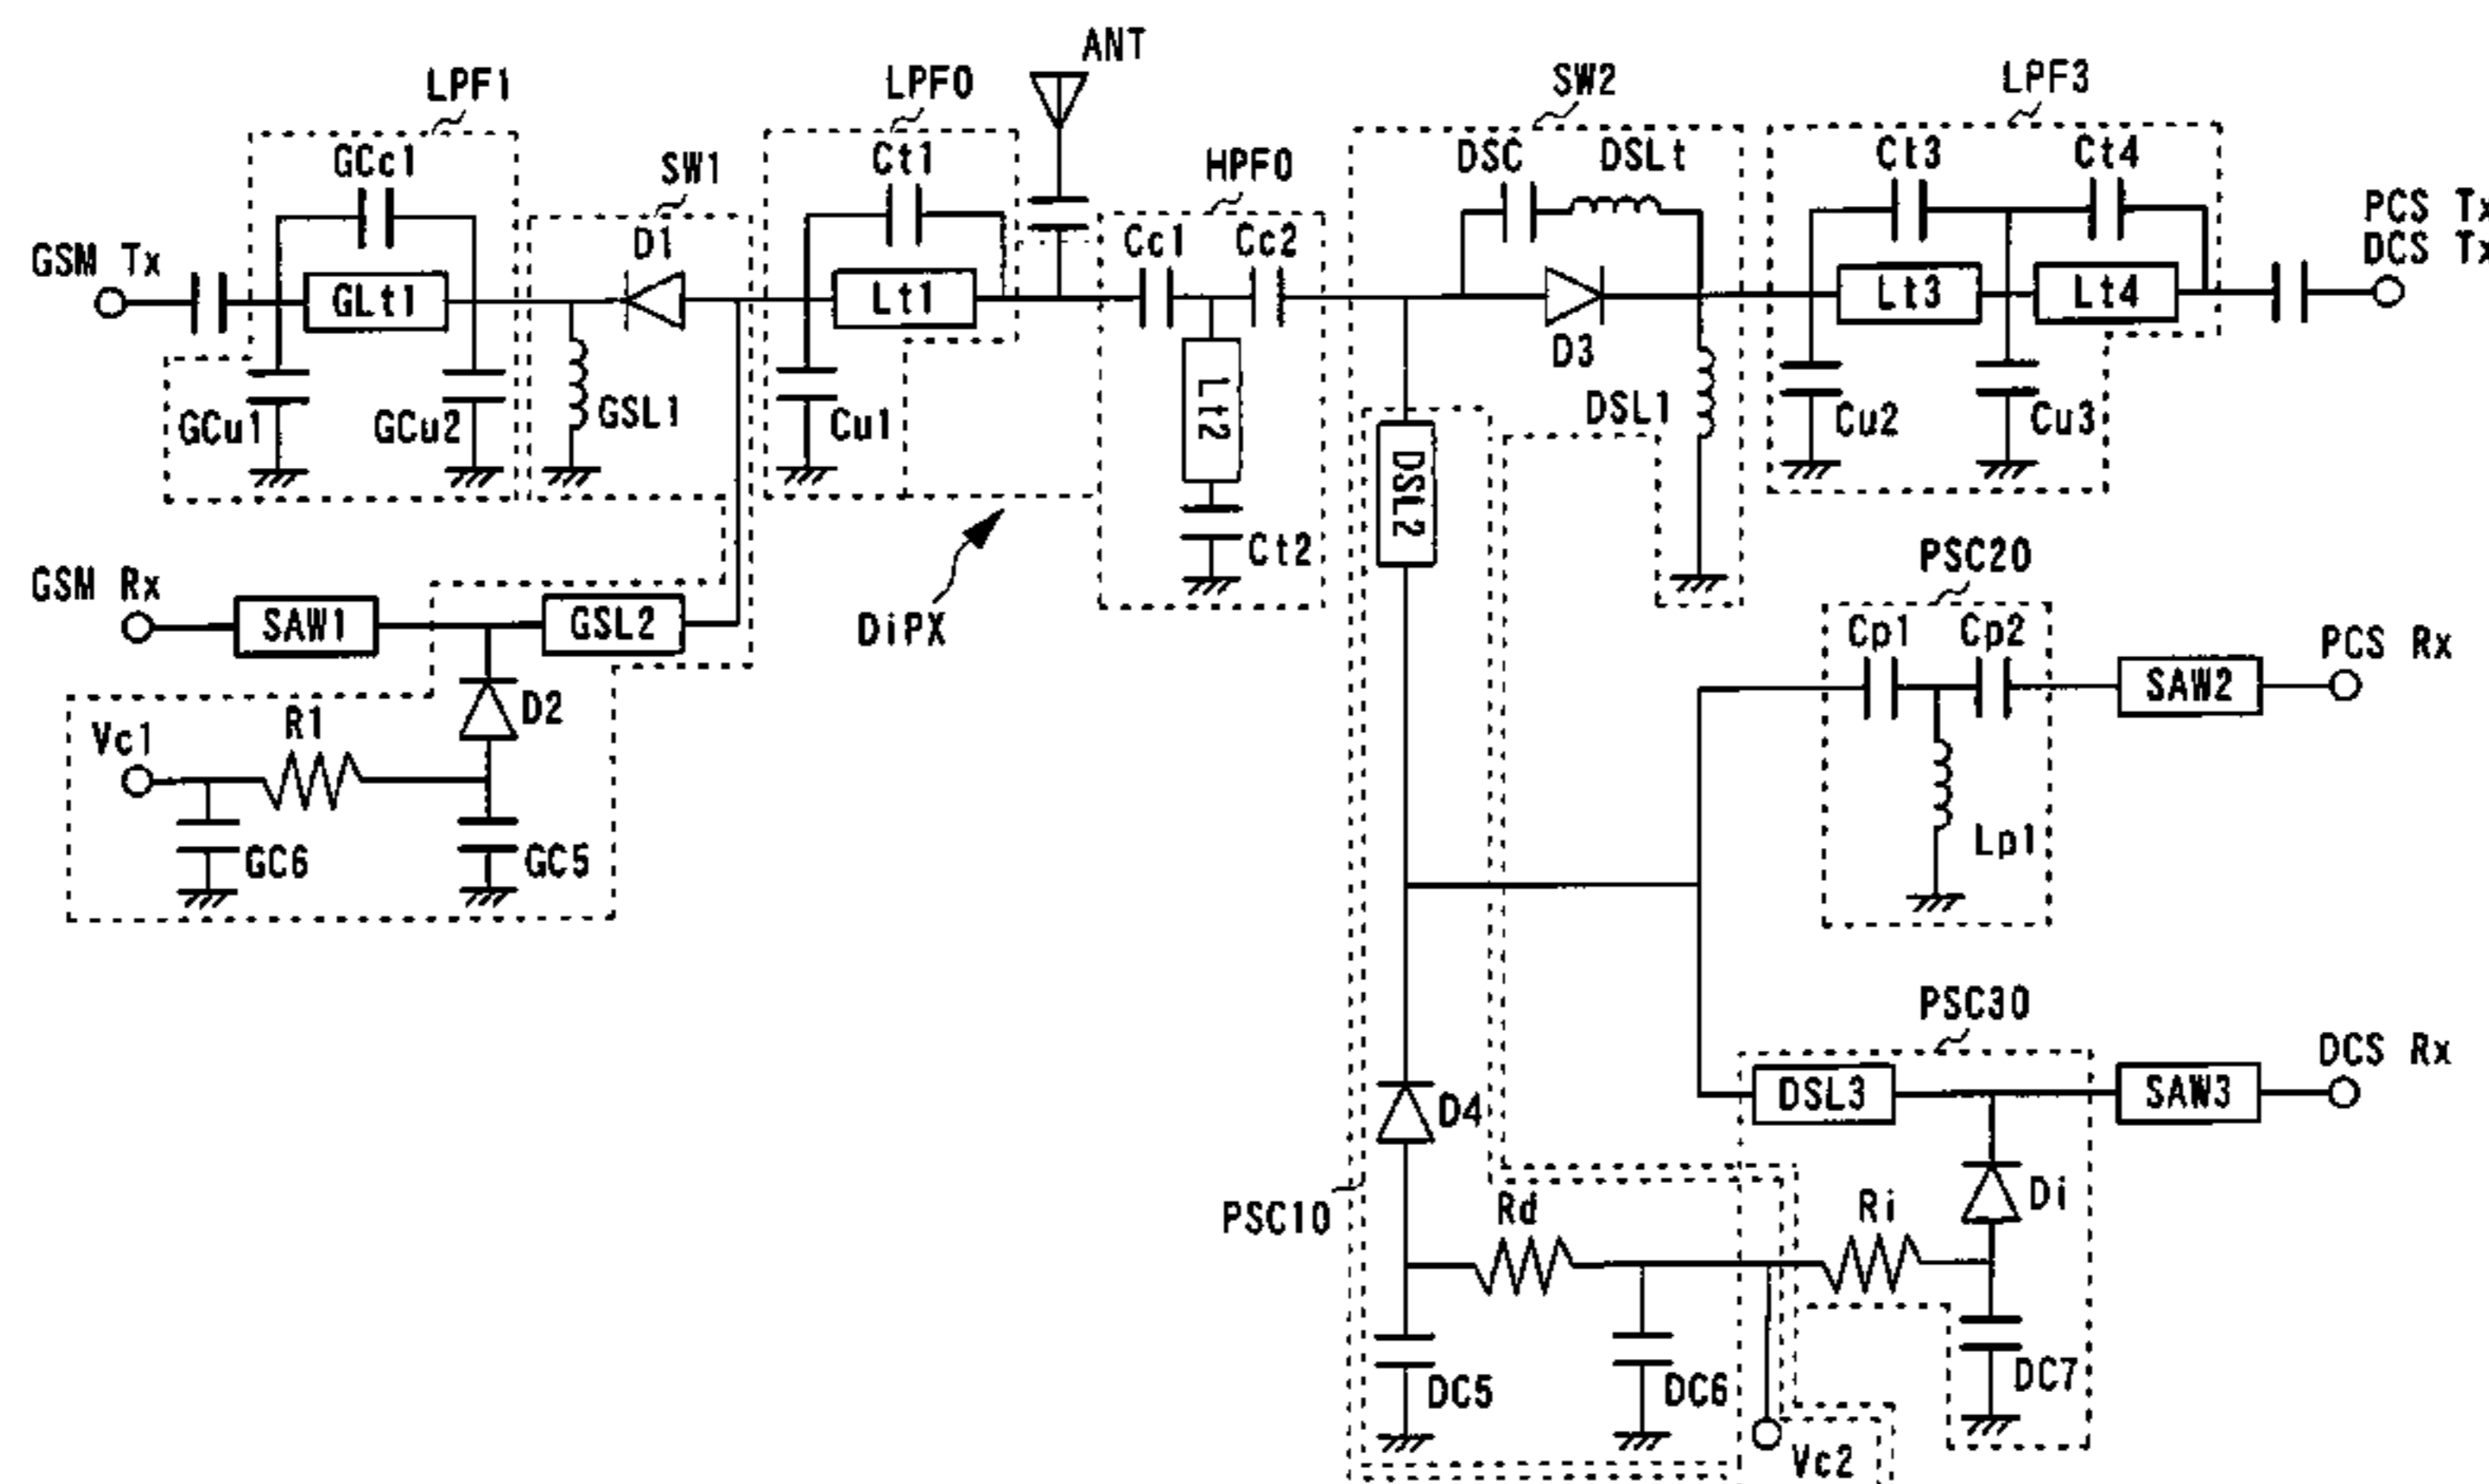 ANT
LPF1
LPF0
SW2
LPF3
GCc1
SW1
Ct1
HPF0
DSC
DSLt
Ct3
Ct4
GSM Tx
D1
Cc1
Cc2
PCS Tx
DCS Tx
GLt1
Lt1
Lt3
Lt4
D3
GCu1
GCu2
GSL1
Cu1
Lt2
DSL1
Cu2
Cu3
DSL2
Ct2
PSC20
GSM Rx
SAW1
GSL2
DiPX
Cp1
Cp2
PCS Rx
SAW2
Vc1
R1
D2
Lp1
GC6
GC5
PSC30
DCS Rx
D4
DSL3
SAW3
PSC10
Rd
Ri
Di
DC5
DC6
DC7
Vc2